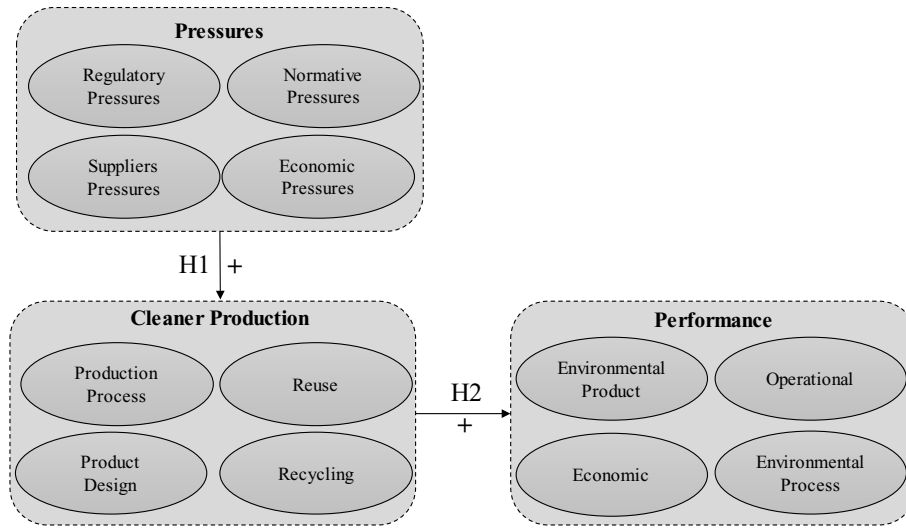 Pressures
Regulatory
Pressures
Normative
Pressures
Suppliers
Pressures
Economic
Pressures
H1 +
Cleaner Production
Production
Process
Reuse
Product
Design
Recycling
H2
+
Performance
Environmental
Product
Operational
Economic
Environmental
Process